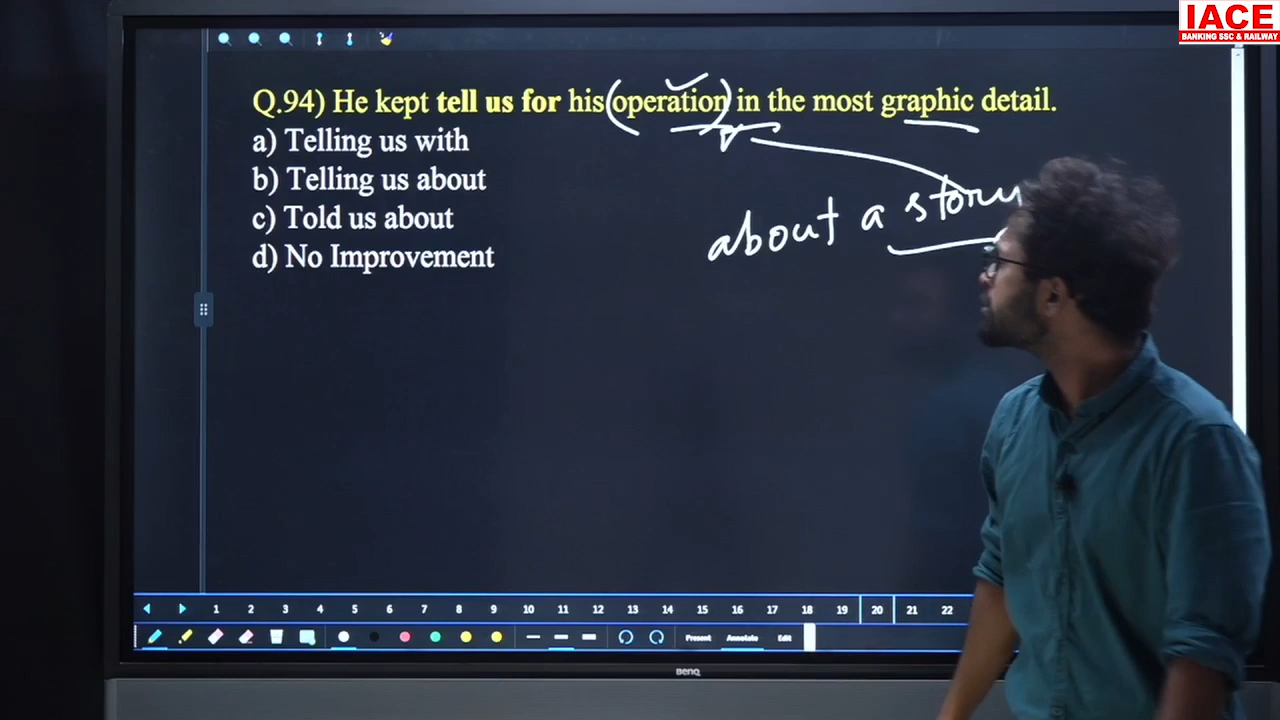 IACE
BANKING SSC & RAILWAY
Q.94) He kept tell us for his (operation) in the most graphic detail.
a) Telling us with
b) Telling us about
c) Told us about
d) No Improvement
about a story
1 2 3 4 5 6 7 8 9 10 11 12 13 14 15 16 17 18 19 20 21 22
Present Annotate Edit
BenQ